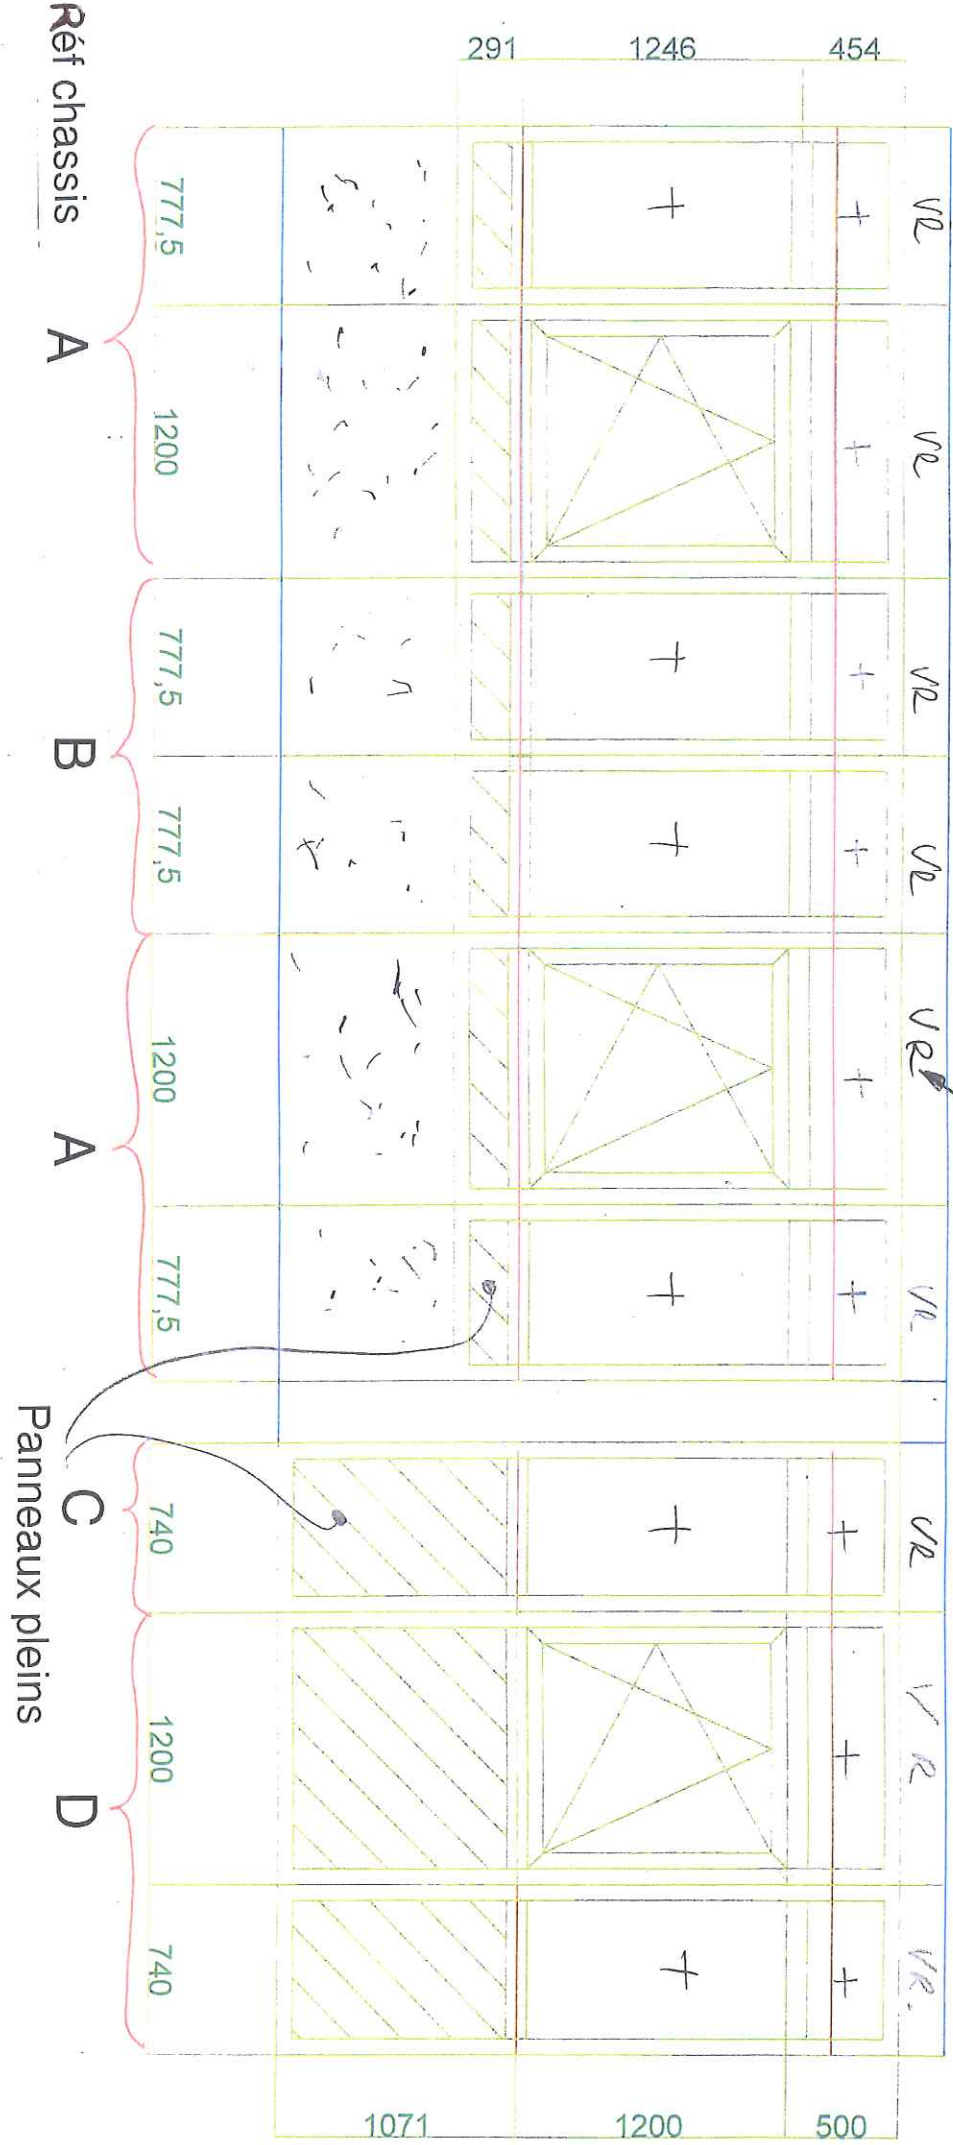 291 1246 454
VR VR VR VR VR VR VR VR VR.
777,5 1200 777,5 777,5 1200 777,5 740 1200 740
Réf chassis A B A C D
Panneaux pleins
1071 1200 500